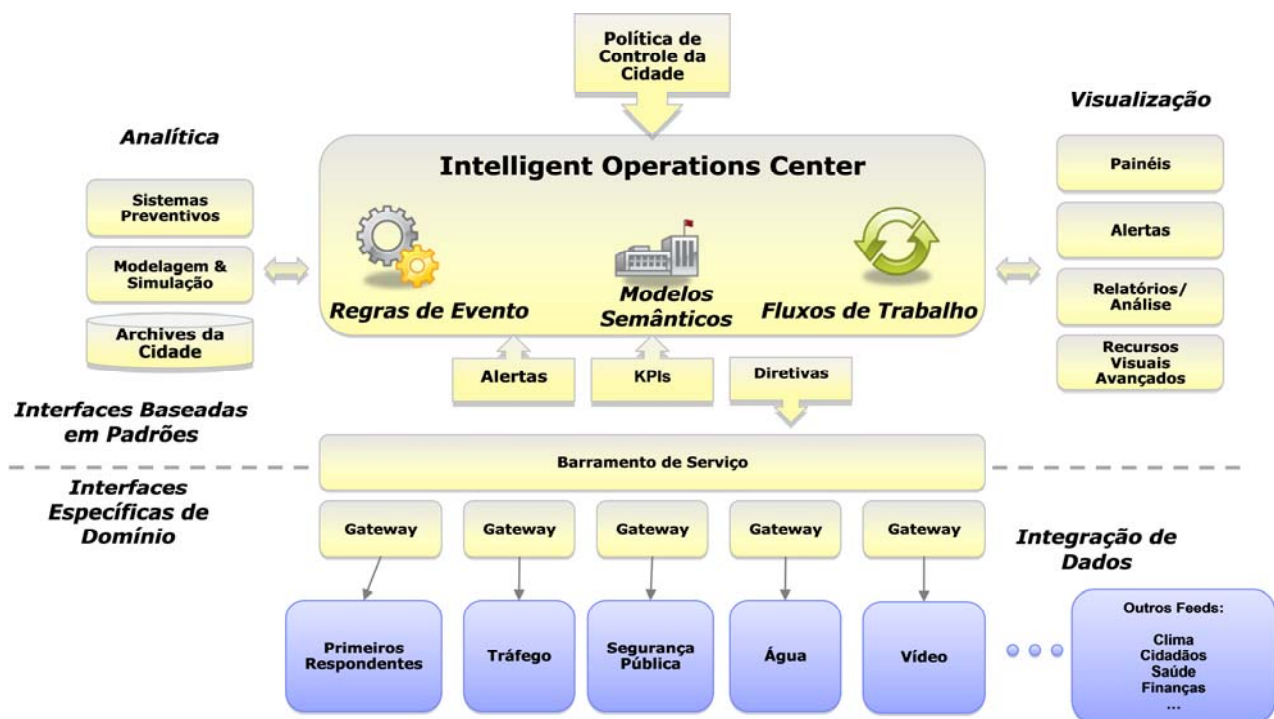 Política de
Controle da
Cidade
Analítica
Visualização
Intelligent Operations Center
Sistemas
Preventivos
Modelagem &
Simulação
Archives da
Cidade
Regras de Evento
Modelos
Semânticos
Fluxos de Trabalho
Painéis
Alertas
Relatórios/
Análise
Recursos
Visuais
Avançados
Alertas
KPIs
Diretivas
Interfaces Baseadas
em Padrões
Barramento de Serviço
Interfaces
Específicas de
Domínio
Gateway
Gateway
Gateway
Gateway
Gateway
Integração de
Dados
Primeiros
Respondentes
Tráfego
Segurança
Pública
Água
Vídeo
Outros Feeds:
Clima
Cidadãos
Saúde
Finanças
...